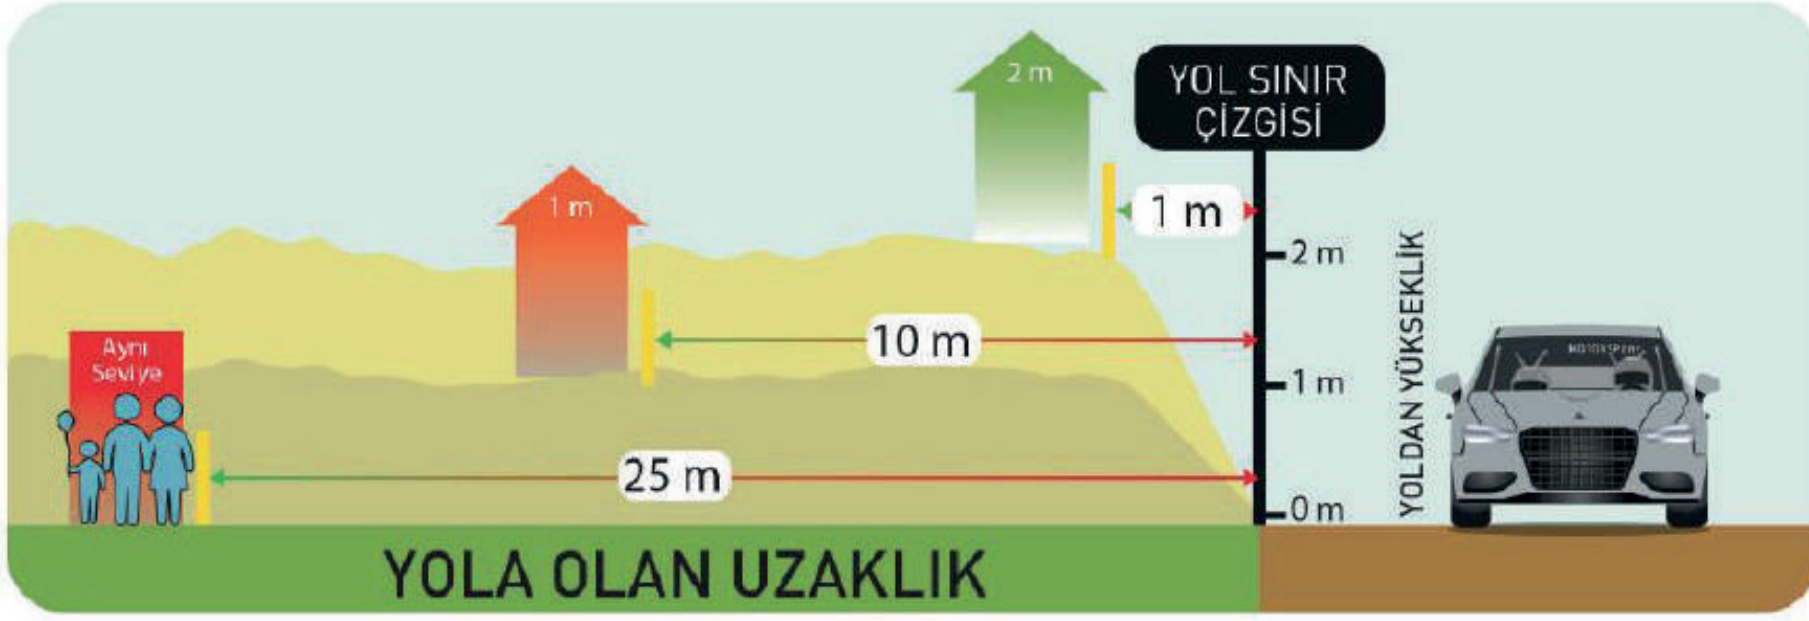 2 m
YOL SINIR
ÇİZGİSİ
1 m
1 m
2 m
10 m
Aynı
Seviye
1 m
25 m
0 m
YOLDAN YÜKSEKLİK
YOLA OLAN UZAKLIK